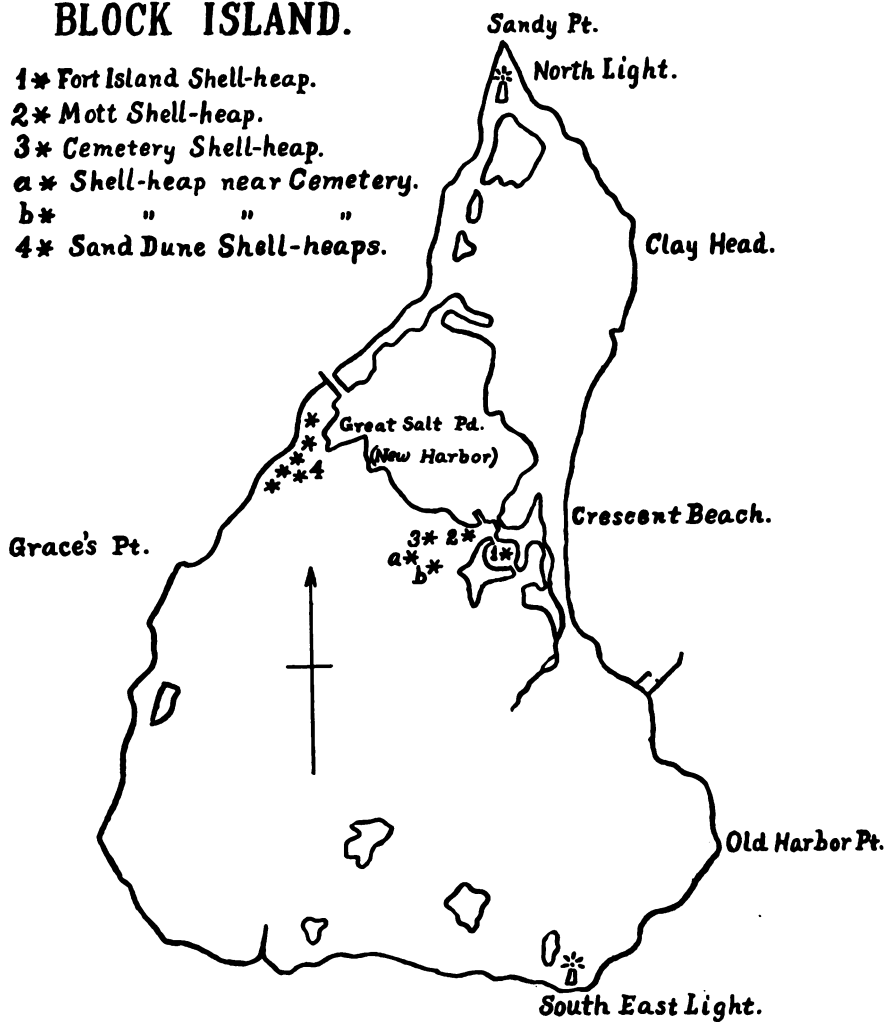 BLOCK ISLAND.
1* Fort Island Shell-heap.
2* Mott Shell-heap.
3* Cemetery Shell-heap.
a* Shell-heap near Cemetery.
b* " " "
4* Sand Dune Shell-heaps.
Sandy Pt.
North Light.
Clay Head.
Great Salt Pd.
(New Harbor)
4
Crescent Beach.
3* 2*
1*
a*
b*
Grace's Pt.
Old Harbor Pt.
South East Light.